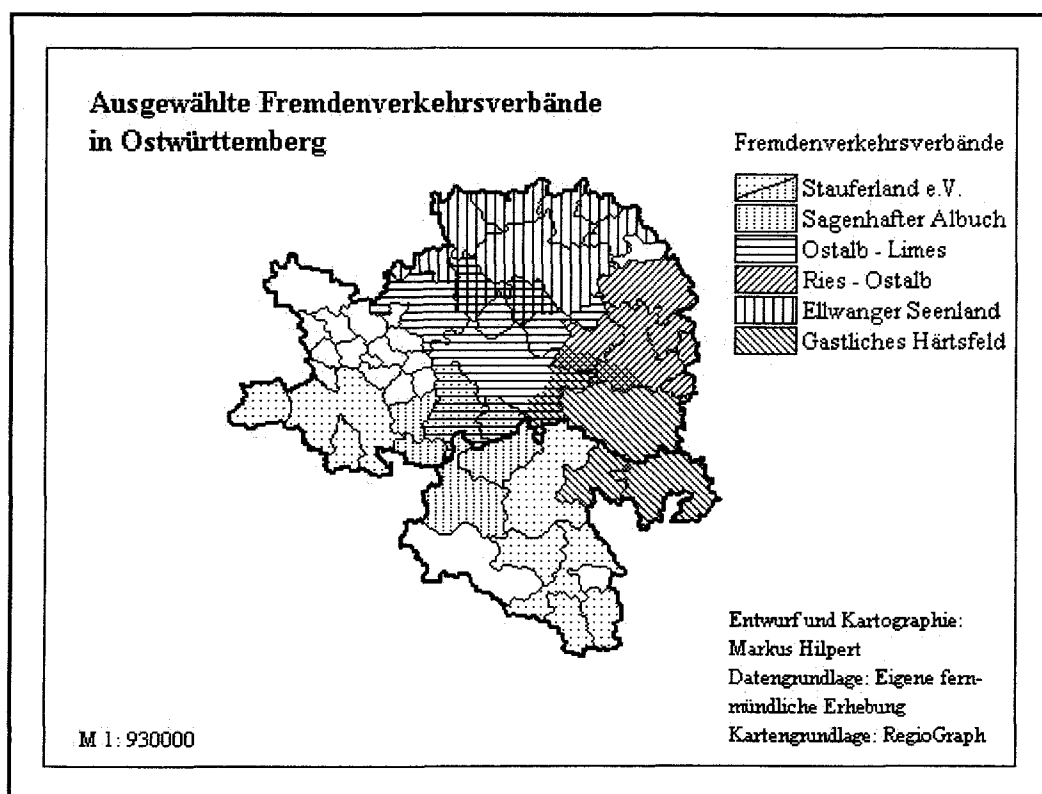 Ausgewählte Fremdenverkehrsverbände
in Ostwürttemberg
Fremdenverkehrsverbände
Stauferland e.V.
Sagenhafter Albuch
Ostalb - Limes
Ries - Ostalb
Ellwanger Seenland
Gastliches Härtsfeld
Entwurf und Kartographie:
Markus Hilpert
Datengrundlage: Eigene fern-
mündliche Erhebung
Kartengrundlage: RegioGraph
M 1: 930000